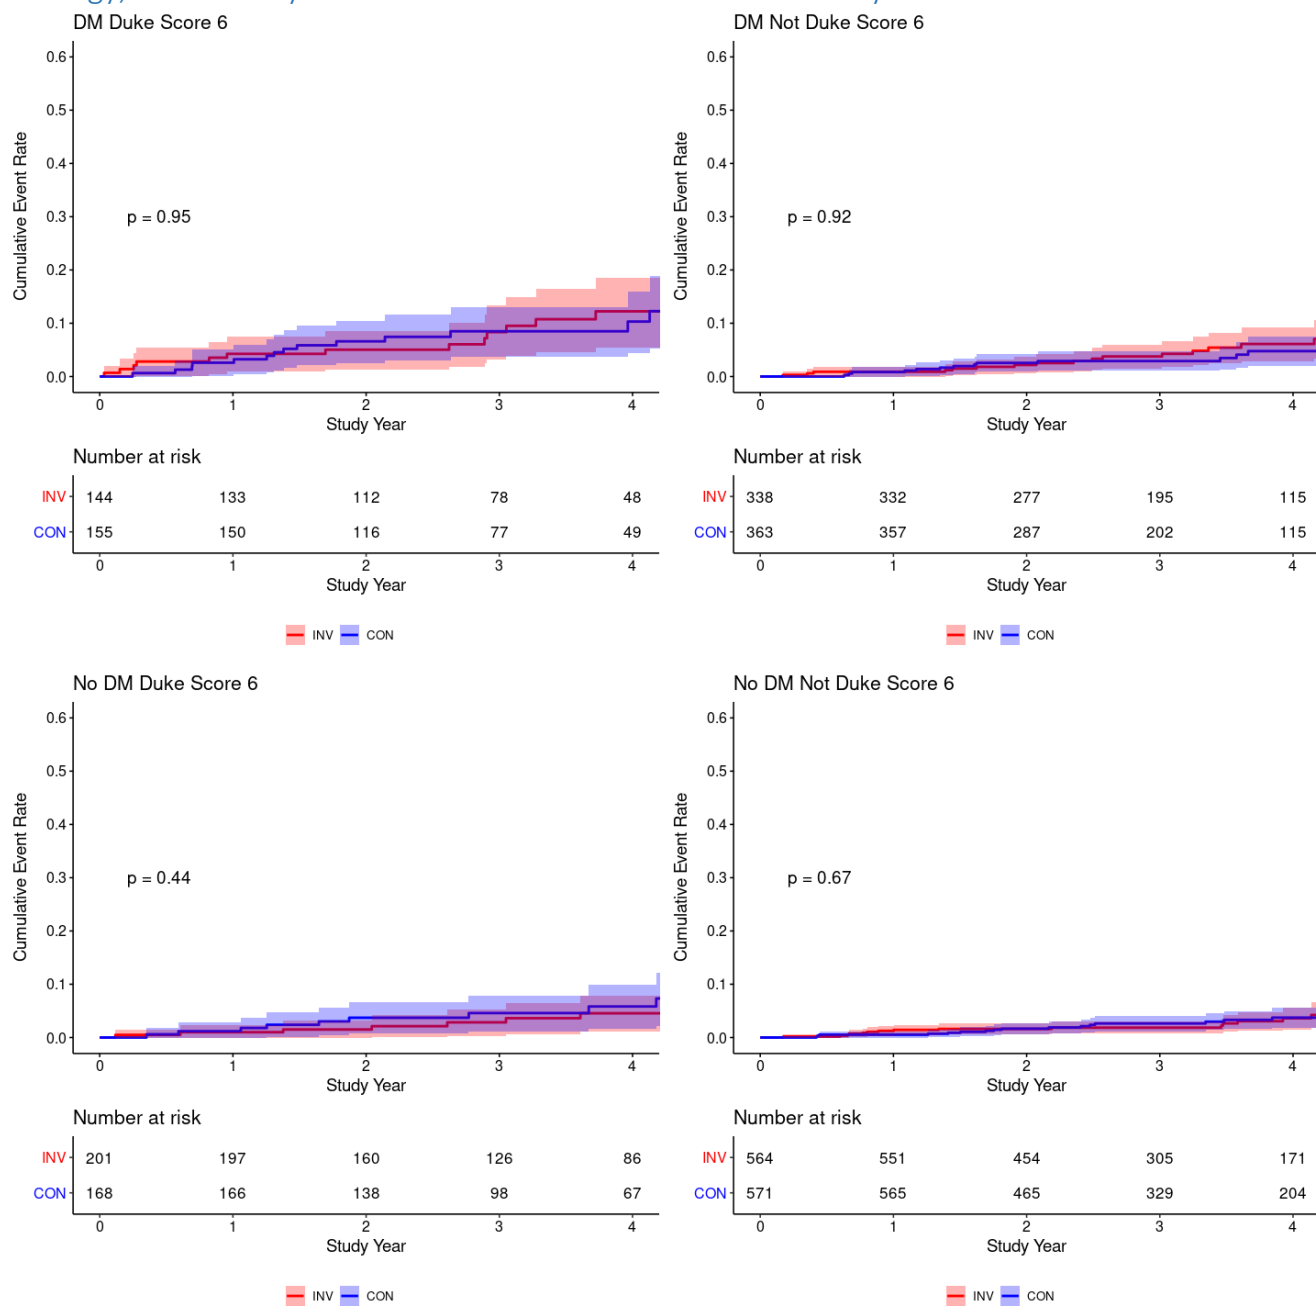 DM Duke Score 6
Cumulative Event Rate
0.6
0.5
0.4
0.3
0.2
0.1
0.0
p = 0.95
0 1 2 3 4
Study Year
Number at risk
INV 144 133 112 78 48
CON 155 150 116 77 49
0 1 2 3 4
Study Year
INV CON
DM Not Duke Score 6
Cumulative Event Rate
0.6
0.5
0.4
0.3
0.2
0.1
0.0
p = 0.92
0 1 2 3 4
Study Year
Number at risk
INV 338 332 277 195 115
CON 363 357 287 202 115
0 1 2 3 4
Study Year
INV CON
No DM Duke Score 6
Cumulative Event Rate
0.6
0.5
0.4
0.3
0.2
0.1
0.0
p = 0.44
0 1 2 3 4
Study Year
Number at risk
INV 201 197 160 126 86
CON 168 166 138 98 67
0 1 2 3 4
Study Year
INV CON
No DM Not Duke Score 6
Cumulative Event Rate
0.6
0.5
0.4
0.3
0.2
0.1
0.0
p = 0.67
0 1 2 3 4
Study Year
Number at risk
INV 564 551 454 305 171
CON 571 565 465 329 204
0 1 2 3 4
Study Year
INV CON